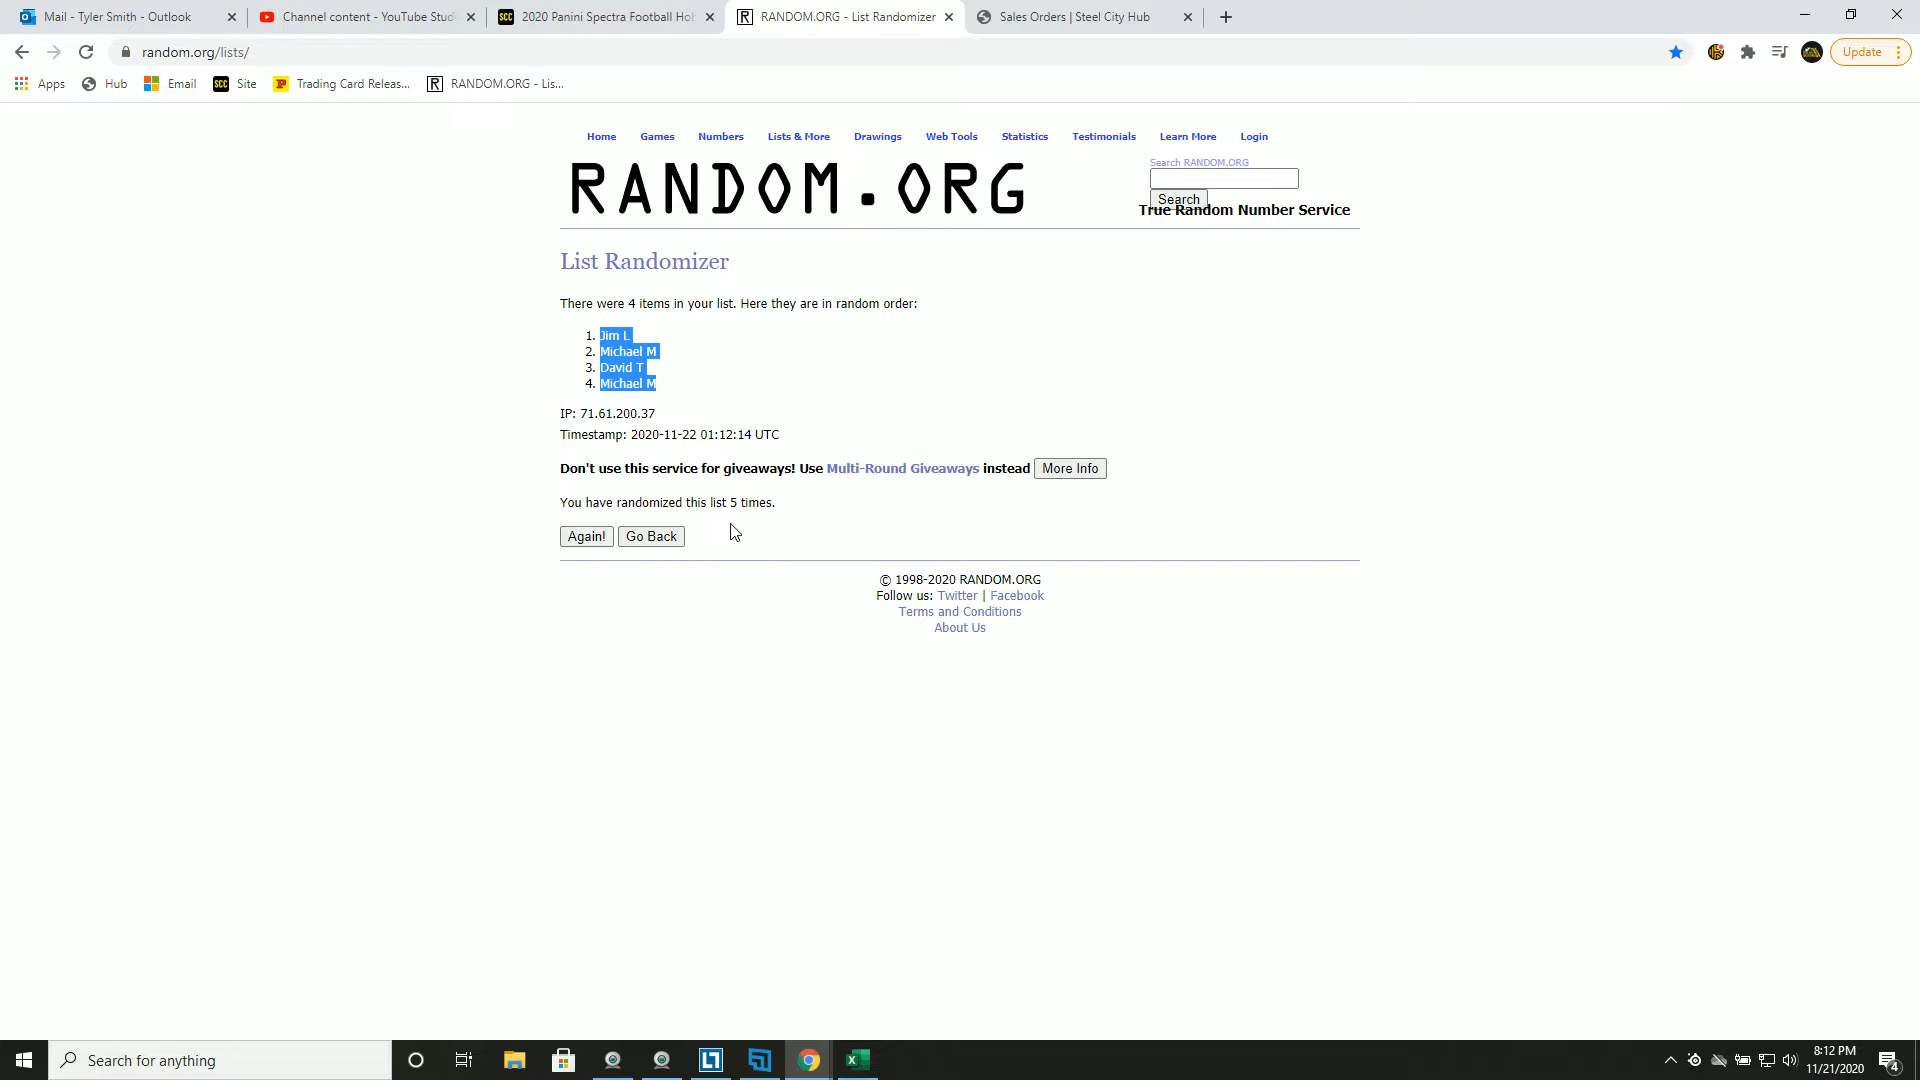 Mail - Tyler Smith - Outlook
Channel content - YouTube Stud
2020 Panini Spectra Football Hob
RANDOM.ORG - List Randomizer
Sales Orders | Steel City Hub
random.org/lists/
Update
Apps
Hub
Email
SCC Site
Trading Card Releas...
RANDOM.ORG - Lis...
Home Games Numbers Lists & More Drawings Web Tools Statistics Testimonials Learn More Login
RANDOM.ORG
Search RANDOM.ORG
Search
True Random Number Service
List Randomizer
There were 4 items in your list. Here they are in random order:
1. Jim L
2. Michael M
3. David T
4. Michael M
IP: 71.61.200.37
Timestamp: 2020-11-22 01:12:14 UTC
Don't use this service for giveaways! Use Multi-Round Giveaways instead More Info
You have randomized this list 5 times.
Again! Go Back
© 1998-2020 RANDOM.ORG
Follow us: Twitter | Facebook
Terms and Conditions
About Us
Search for anything
8:12 PM
11/21/2020
4